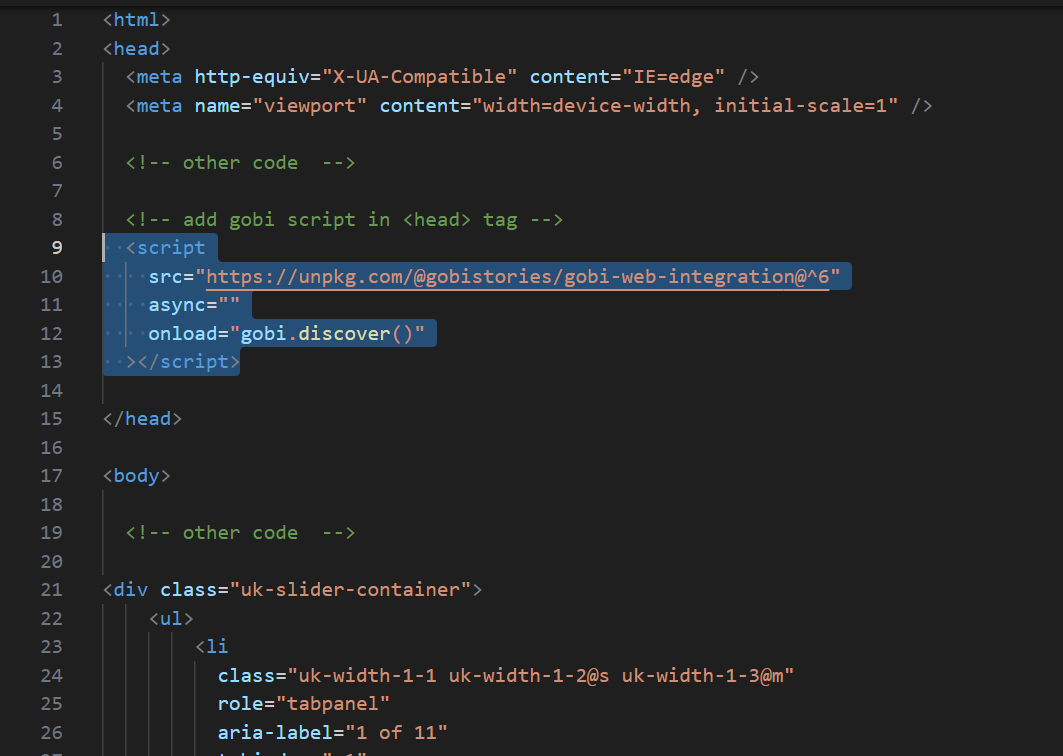 1 <html>
2 <head>
3 <meta http-equiv="X-UA-Compatible" content="IE=edge" />
4 <meta name="viewport" content="width=device-width, initial-scale=1" />
5
6 <!-- other code  -->
7
8 <!-- add gobi script in <head> tag -->
9 <script
10 src="https://unpkg.com/@gobistories/gobi-web-integration@^6"
11 async=""
12 onload="gobi.discover()"
13 ></script>
14
15 </head>
16
17 <body>
18
19 <!-- other code  -->
20
21 <div class="uk-slider-container">
22 <ul>
23 <li
24 class="uk-width-1-1 uk-width-1-2@s uk-width-1-3@m"
25 role="tabpanel"
26 aria-label="1 of 11"